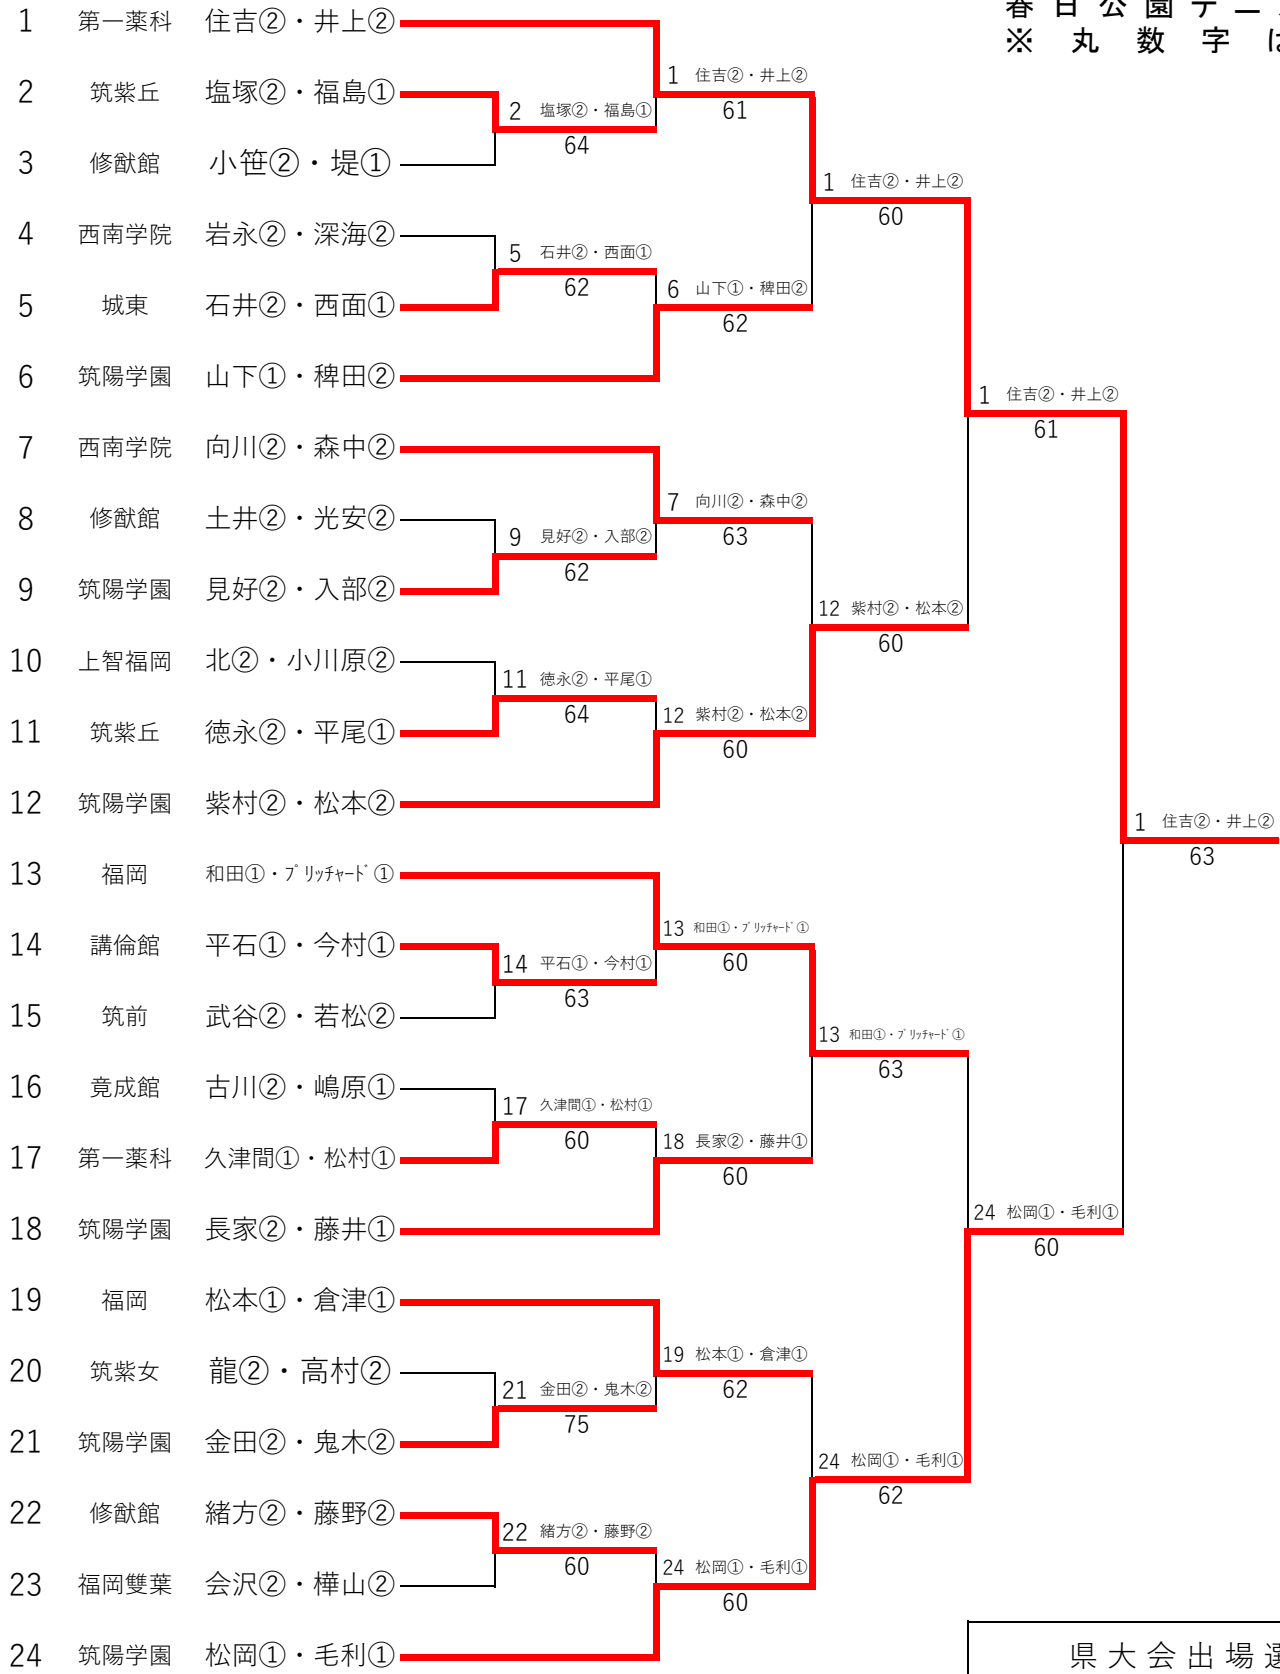 春日公園テニ
※丸数字は
1 第一薬科 住吉②・井上②
2 筑紫丘 塩塚②・福島①
3 修猷館 小笹②・堤①
4 西南学院 岩永②・深海②
5 城東 石井②・西面①
6 筑陽学園 山下①・稗田②
7 西南学院 向川②・森中②
8 修猷館 土井②・光安②
9 筑陽学園 見好②・入部②
10 上智福岡 北②・小川原②
11 筑紫丘 徳永②・平尾①
12 筑陽学園 紫村②・松本②
13 福岡 和田①・ﾌﾟﾘｯﾁｬｰﾄﾞ①
14 講倫館 平石①・今村①
15 筑前 武谷②・若松②
16 竟成館 古川②・嶋原①
17 第一薬科 久津間①・松村①
18 筑陽学園 長家②・藤井①
19 福岡 松本①・倉津①
20 筑紫女 龍②・高村②
21 筑陽学園 金田②・鬼木②
22 修猷館 緒方②・藤野②
23 福岡雙葉 会沢②・樺山②
24 筑陽学園 松岡①・毛利①
2 塩塚②・福島①
64
5 石井②・西面①
62
9 見好②・入部②
62
11 徳永②・平尾①
64
14 平石①・今村①
63
17 久津間①・松村①
60
21 金田②・鬼木②
75
22 緒方②・藤野②
60
1 住吉②・井上②
61
6 山下①・稗田②
62
7 向川②・森中②
63
12 紫村②・松本②
60
13 和田①・ﾌﾟﾘｯﾁｬｰﾄﾞ①
60
18 長家②・藤井①
60
19 松本①・倉津①
62
24 松岡①・毛利①
60
1 住吉②・井上②
60
12 紫村②・松本②
60
13 和田①・ﾌﾟﾘｯﾁｬｰﾄﾞ①
63
24 松岡①・毛利①
62
1 住吉②・井上②
61
24 松岡①・毛利①
60
1 住吉②・井上②
63
県大会出場選